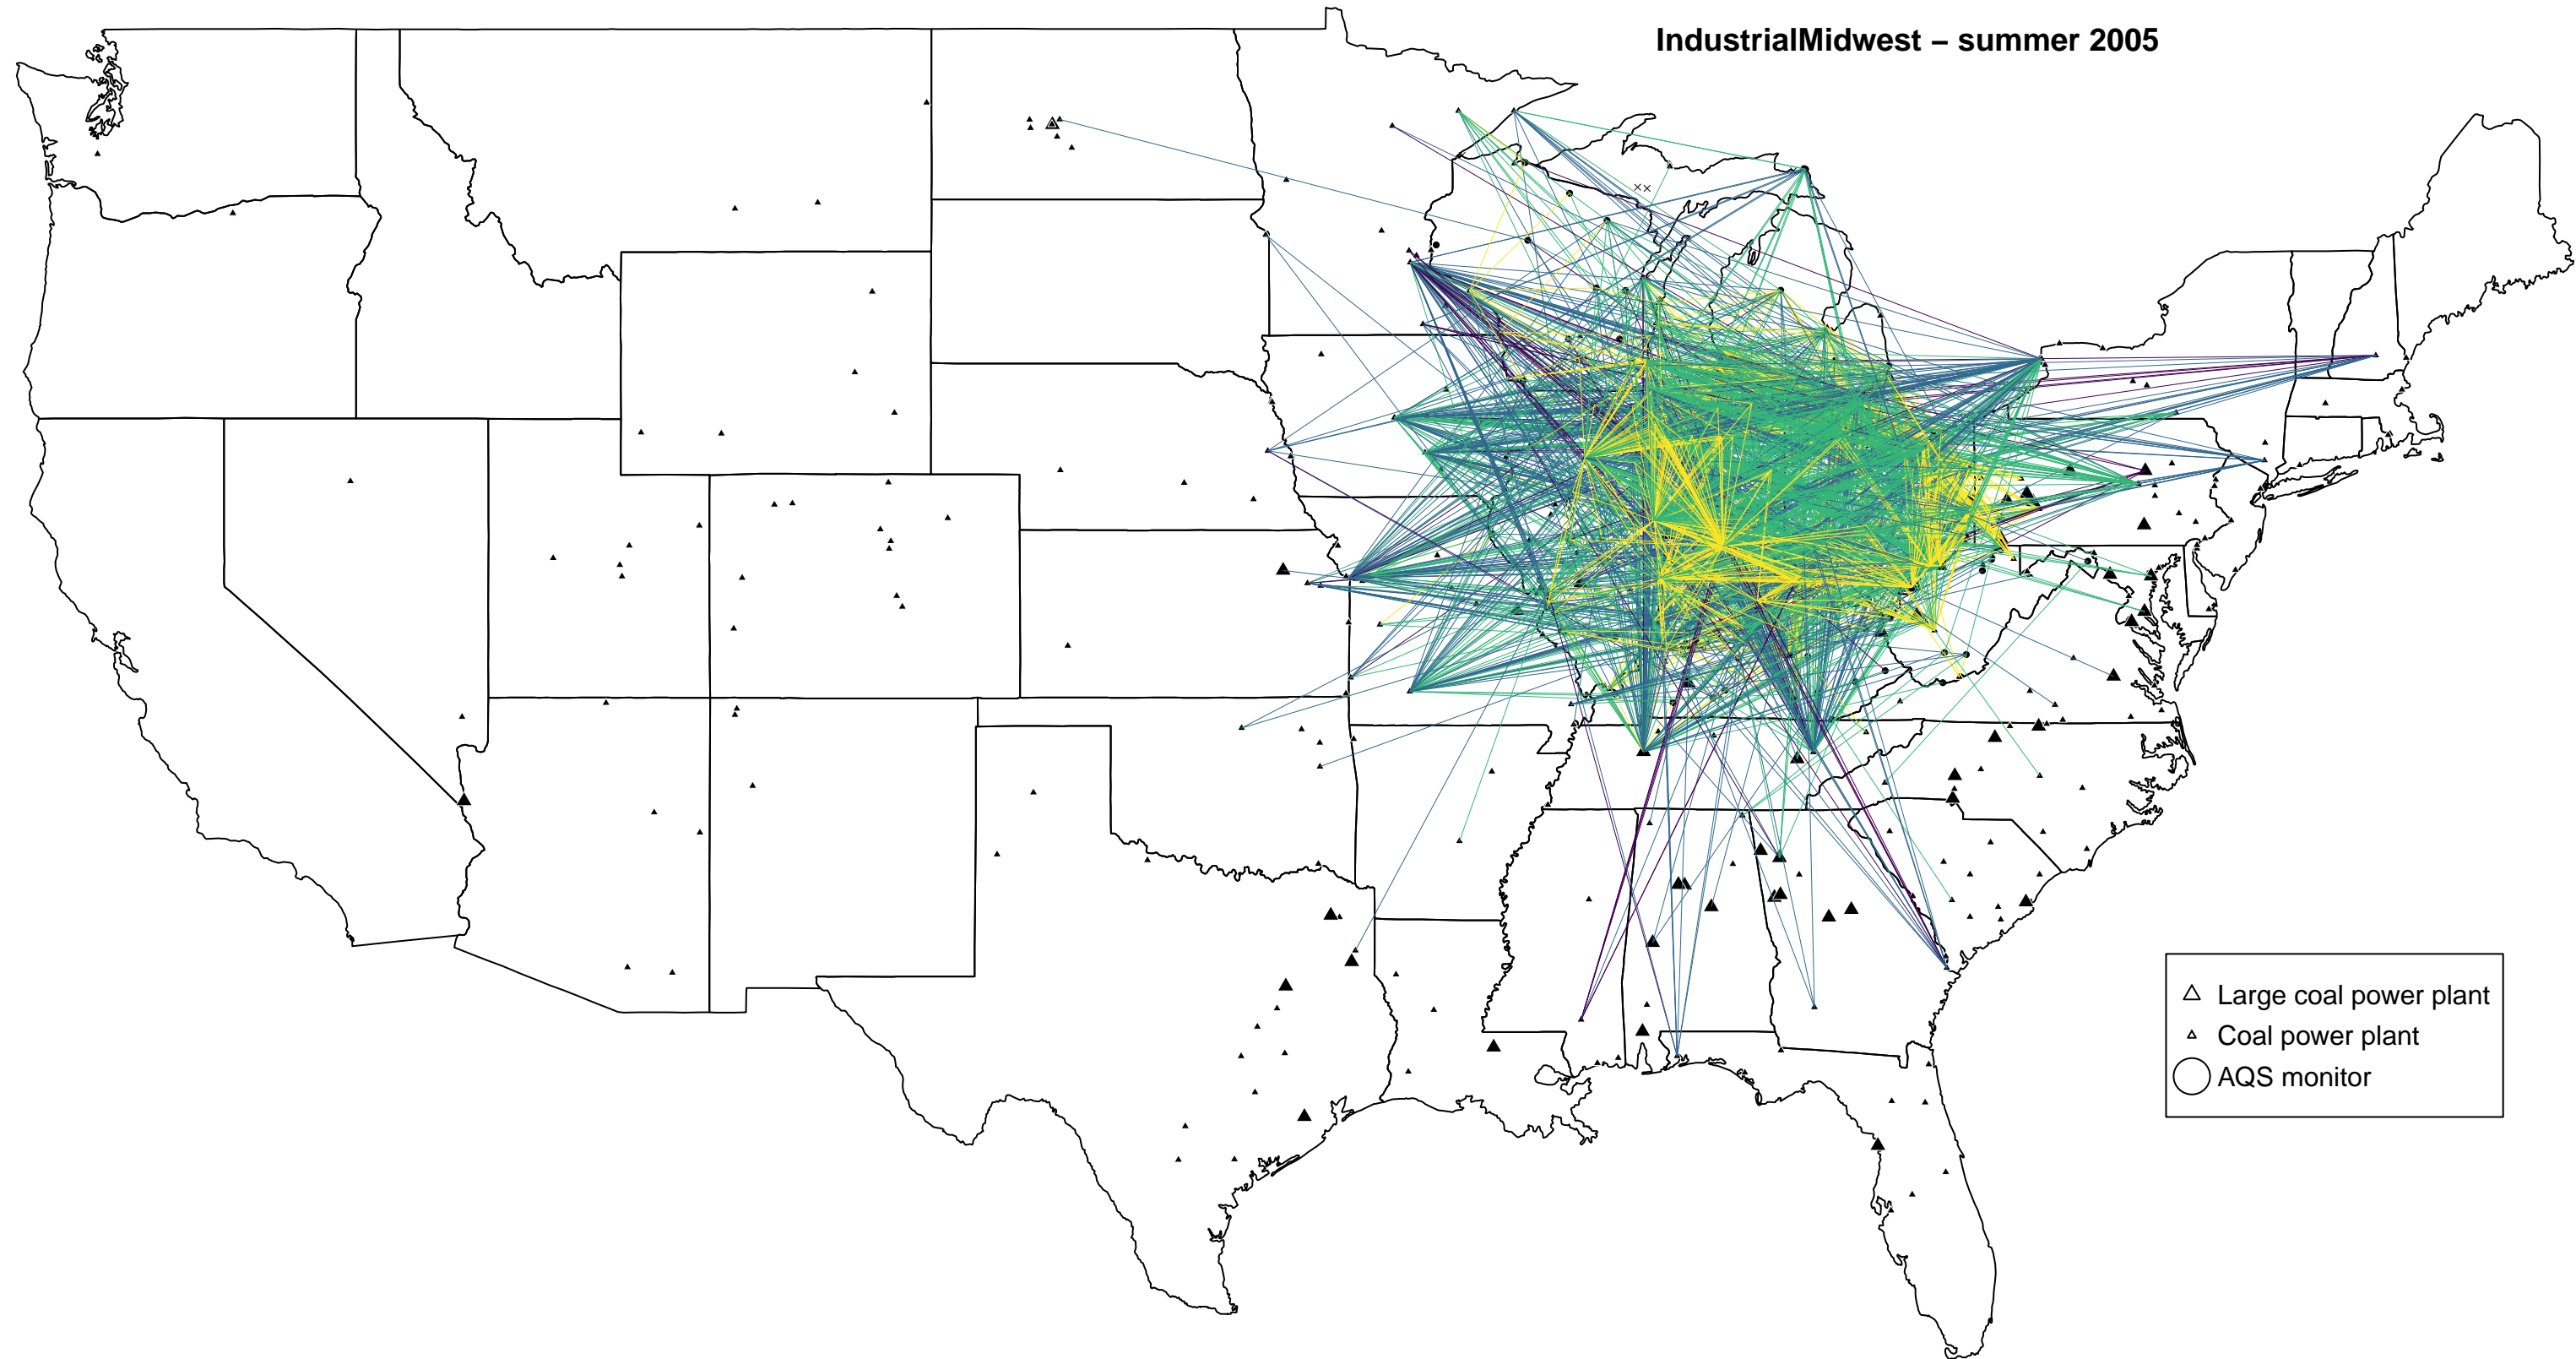 IndustrialMidwest – summer 2005
Large coal power plant
Coal power plant
AQS monitor